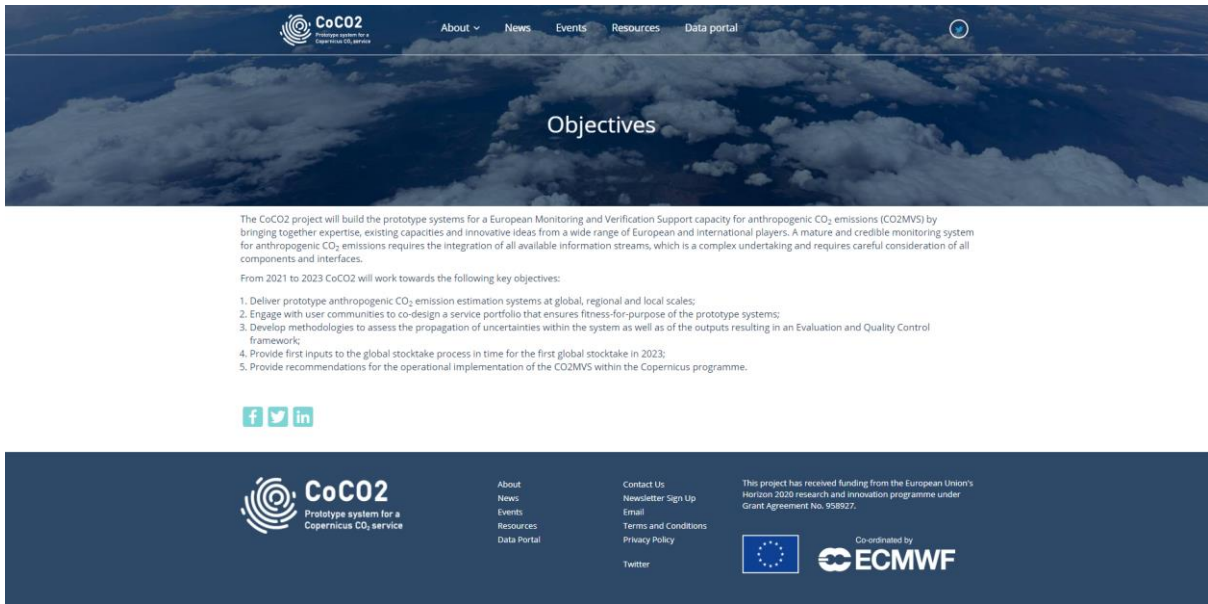 CoCO2
Prototype system for a
Copernicus CO₂ service
About News Events Resources Data portal
Objectives
The CoCO2 project will build the prototype systems for a European Monitoring and Verification Support capacity for anthropogenic CO₂ emissions (CO2MVS) by
bringing together expertise, existing capacities and innovative ideas from a wide range of European and international players. A mature and credible monitoring system
for anthropogenic CO₂ emissions requires the integration of all available information streams, which is a complex undertaking and requires careful consideration of all
components and interfaces.
From 2021 to 2023 CoCO2 will work towards the following key objectives:
1. Deliver prototype anthropogenic CO₂ emission estimation systems at global, regional and local scales;
2. Engage with user communities to co-design a service portfolio that ensures fitness-for-purpose of the prototype systems;
3. Develop methodologies to assess the propagation of uncertainties within the system as well as of the outputs resulting in an Evaluation and Quality Control
framework;
4. Provide first inputs to the global stocktake process in time for the first global stocktake in 2023;
5. Provide recommendations for the operational implementation of the CO2MVS within the Copernicus programme.
CoCO2
Prototype system for a
Copernicus CO₂ service
About
News
Events
Resources
Data Portal
Contact Us
Newsletter Sign Up
Email
Terms and Conditions
Privacy Policy
Twitter
This project has received funding from the European Union's
Horizon 2020 research and innovation programme under
Grant Agreement No. 958927.
Co-ordinated by
ECMWF